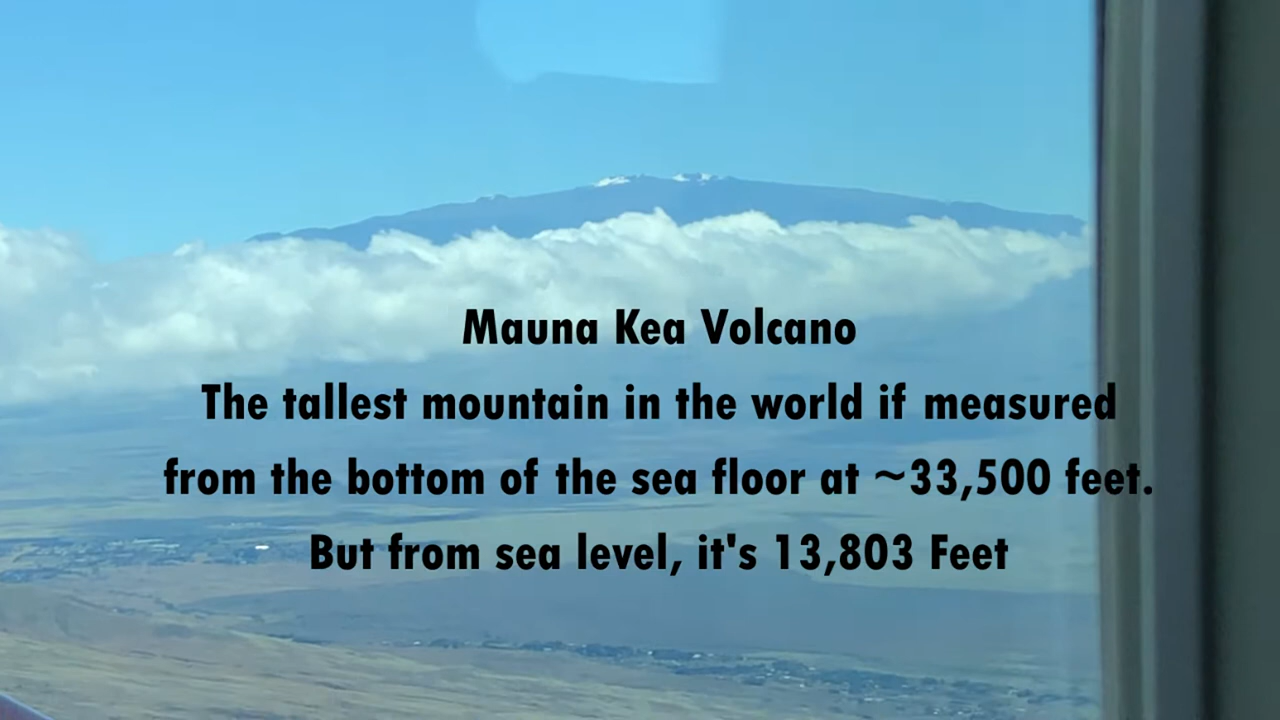 Mauna Kea Volcano
The tallest mountain in the world if measured
from the bottom of the sea floor at ~33,500 feet.
But from sea level, it's 13,803 Feet